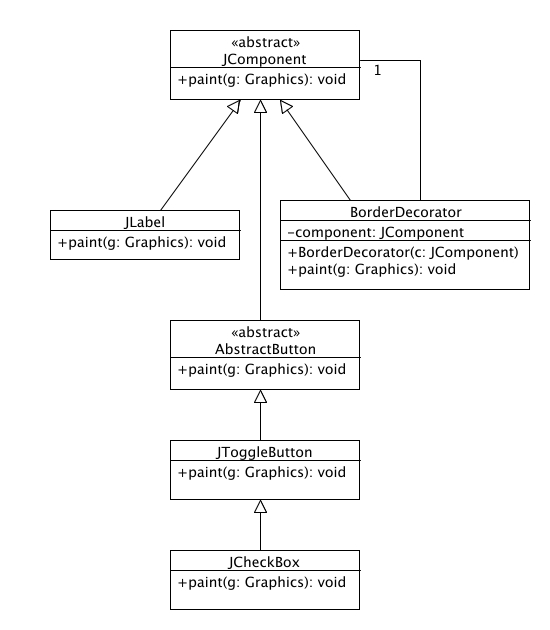 «abstract»
JComponent
+paint(g: Graphics): void
1
JLabel
+paint(g: Graphics): void
BorderDecorator
-component: JComponent
+BorderDecorator(c: JComponent)
+paint(g: Graphics): void
«abstract»
AbstractButton
+paint(g: Graphics): void
JToggleButton
+paint(g: Graphics): void
JCheckBox
+paint(g: Graphics): void